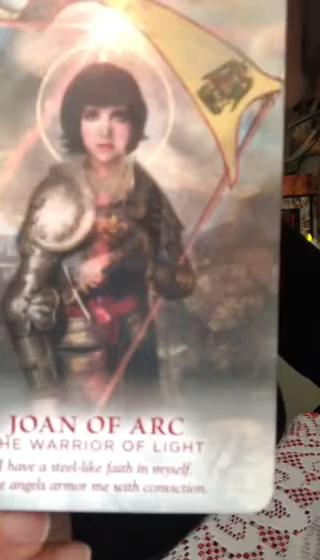 JOAN OF ARC
HE WARRIOR OF LIGHT
I have a steel-like faith in myself.
e angels armor me with conviction.